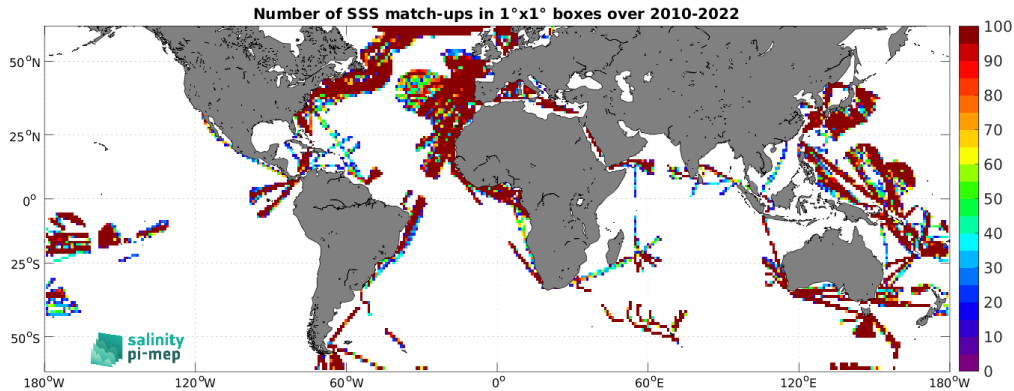 Number of SSS match-ups in 1°x1° boxes over 2010-2022
50°N
25°N
0°
25°S
50°S
180°W
120°W
60°W
0°
60°E
120°E
180°W
100
90
80
70
60
50
40
30
20
10
0
salinity
pi-mep